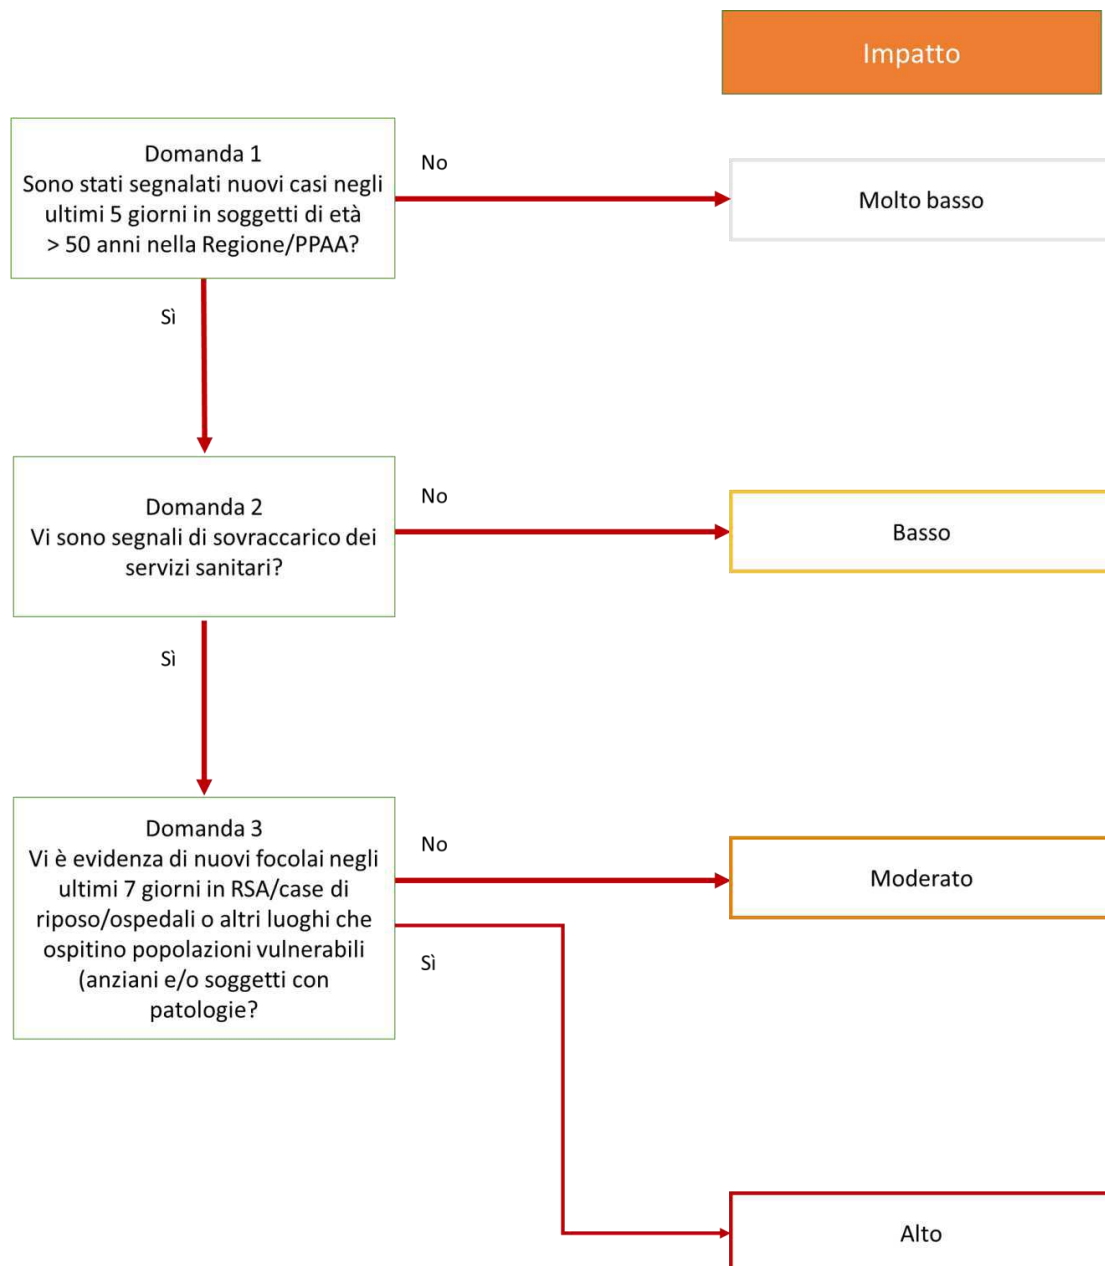 Impatto
Domanda 1
Sono stati segnalati nuovi casi negli
ultimi 5 giorni in soggetti di età
> 50 anni nella Regione/PPAA?
No
Molto basso
Sì
Domanda 2
Vi sono segnali di sovraccarico dei
servizi sanitari?
No
Basso
Sì
Domanda 3
Vi è evidenza di nuovi focolai negli
ultimi 7 giorni in RSA/case di
riposo/ospedali o altri luoghi che
ospitino popolazioni vulnerabili
(anziani e/o soggetti con
patologie?
No
Moderato
Sì
Alto